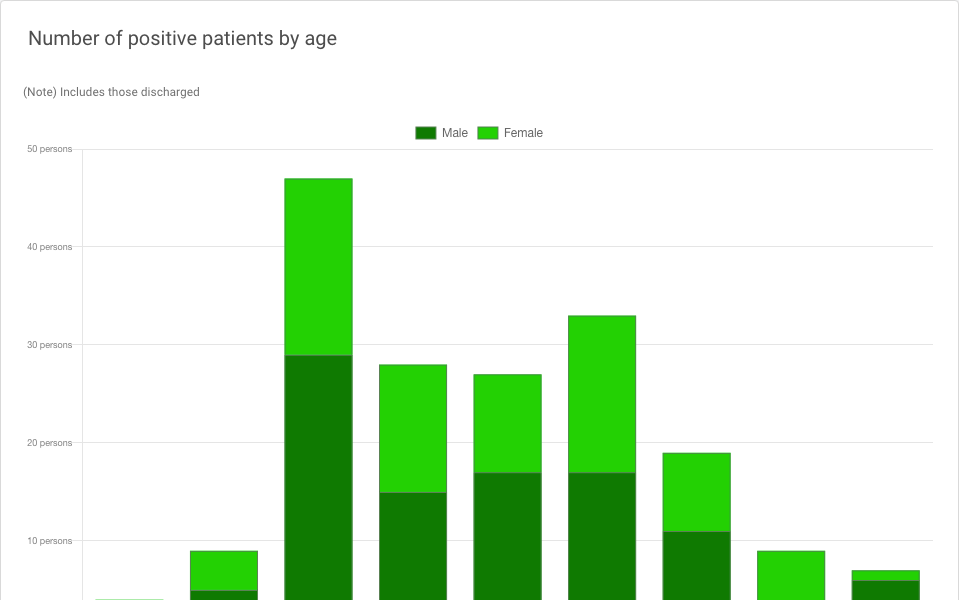 Number of positive patients by age
(Note) Includes those discharged
Male Female
50 persons
40 persons
30 persons
20 persons
10 persons